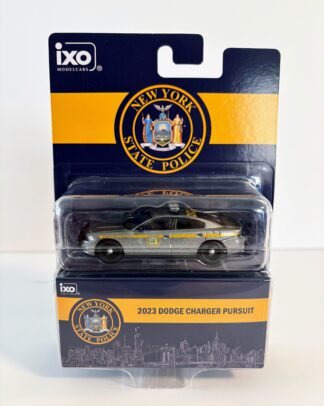 ixo
MODELCARS ®
NEW YORK
STATE POLICE
ixo
NEW YORK
STATE POLICE
2023 DODGE CHARGER PURSUIT